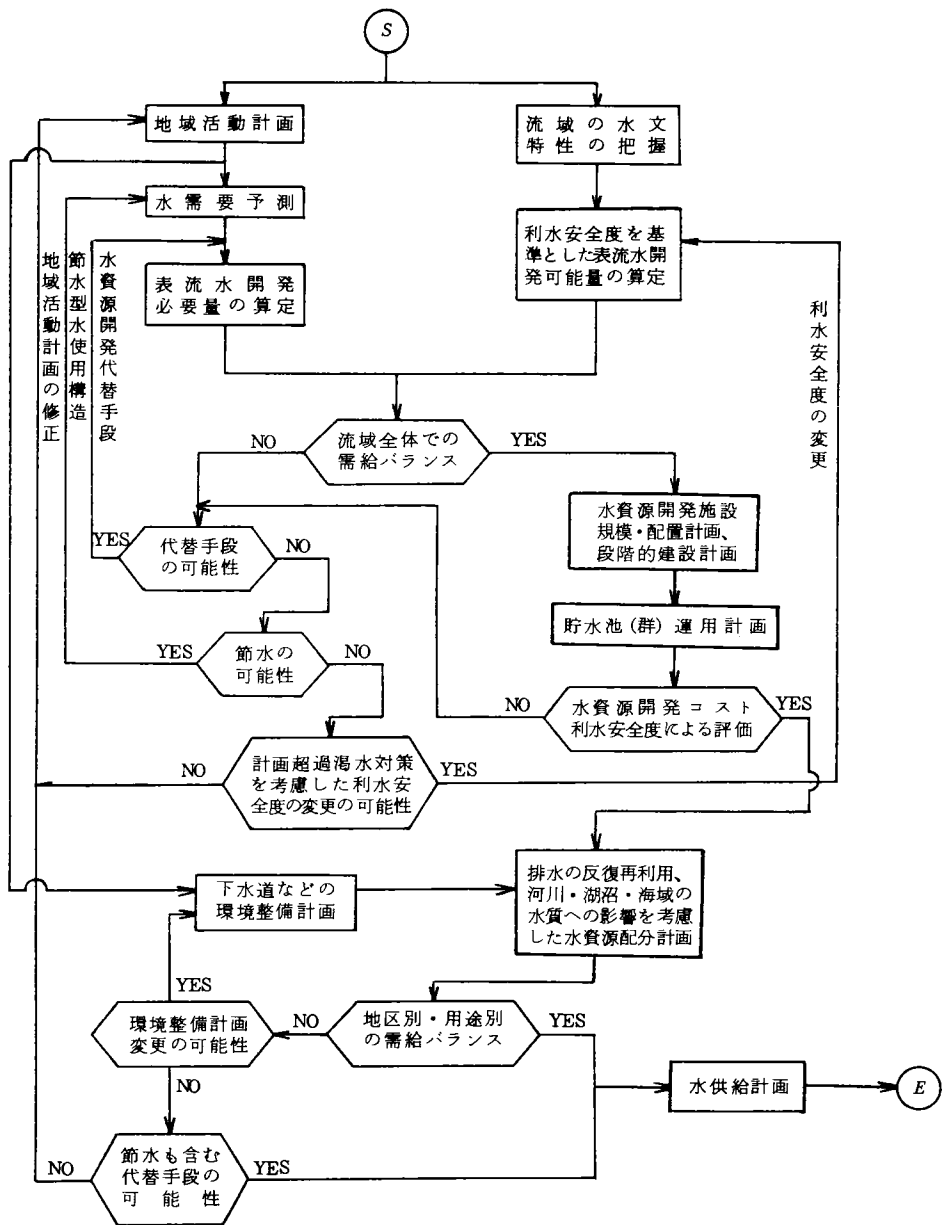 S
地域活動計画
流域の水文
特性の把握
水需要予測
利水安全度を基
準とした表流水開
発可能量の算定
表流水開発
必要量の算定
地域活動計画の修正
節水型水使用構造
水資源開発代替手段
利水安全度の変更
NO
流域全体での
需給バランス
YES
水資源開発施設
規模・配置計画、
段階的建設計画
YES
代替手段
の可能性
NO
貯水池(群)運用計画
YES
節水の
可能性
NO
NO
水資源開発コスト
利水安全度による評価
YES
NO
計画超過渇水対策
を考慮した利水安
全度の変更の可能性
YES
下水道などの
環境整備計画
排水の反復再利用、
河川・湖沼・海域の
水質への影響を考慮
した水資源配分計画
YES
環境整備計画
変更の可能性
NO
地区別・用途別
の需給バランス
YES
NO
水供給計画
E
NO
節水も含む
代替手段の
可能性
YES